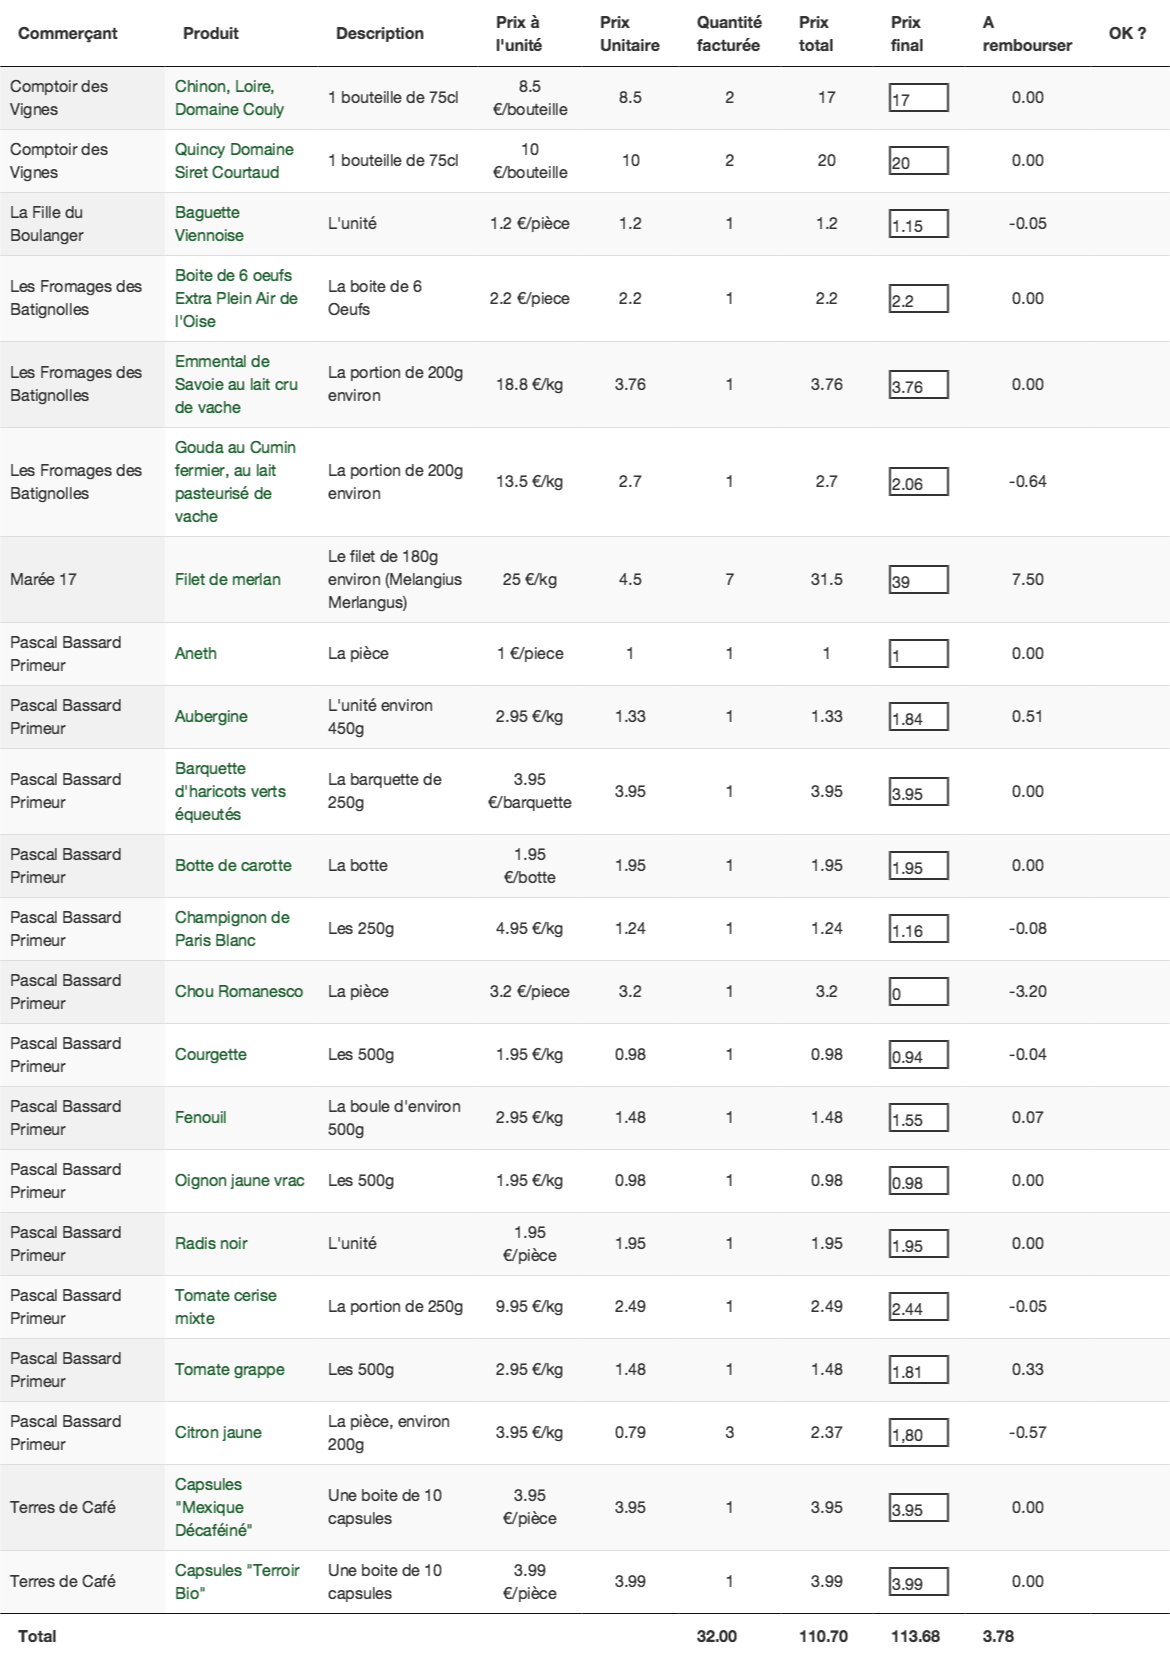 Commerçant Produit Description Prix à l'unité Prix Unitaire Quantité facturée Prix total Prix final A rembourser OK ?
Comptoir des Vignes Chinon, Loire, Domaine Couly 1 bouteille de 75cl 8.5 €/bouteille 8.5 2 17 17 0.00
Comptoir des Vignes Quincy Domaine Siret Courtaud 1 bouteille de 75cl 10 €/bouteille 10 2 20 20 0.00
La Fille du Boulanger Baguette Viennoise L'unité 1.2 €/pièce 1.2 1 1.2 1.15 -0.05
Les Fromages des Batignolles Boite de 6 oeufs Extra Plein Air de l'Oise La boite de 6 Oeufs 2.2 €/piece 2.2 1 2.2 2.2 0.00
Les Fromages des Batignolles Emmental de Savoie au lait cru de vache La portion de 200g environ 18.8 €/kg 3.76 1 3.76 3.76 0.00
Les Fromages des Batignolles Gouda au Cumin fermier, au lait pasteurisé de vache La portion de 200g environ 13.5 €/kg 2.7 1 2.7 2.06 -0.64
Marée 17 Filet de merlan Le filet de 180g environ (Melangius Merlangus) 25 €/kg 4.5 7 31.5 39 7.50
Pascal Bassard Primeur Aneth La pièce 1 €/piece 1 1 1 1 0.00
Pascal Bassard Primeur Aubergine L'unité environ 450g 2.95 €/kg 1.33 1 1.33 1.84 0.51
Pascal Bassard Primeur Barquette d'haricots verts équeutés La barquette de 250g 3.95 €/barquette 3.95 1 3.95 3.95 0.00
Pascal Bassard Primeur Botte de carotte La botte 1.95 €/botte 1.95 1 1.95 1.95 0.00
Pascal Bassard Primeur Champignon de Paris Blanc Les 250g 4.95 €/kg 1.24 1 1.24 1.16 -0.08
Pascal Bassard Primeur Chou Romanesco La pièce 3.2 €/piece 3.2 1 3.2 0 -3.20
Pascal Bassard Primeur Courgette Les 500g 1.95 €/kg 0.98 1 0.98 0.94 -0.04
Pascal Bassard Primeur Fenouil La boule d'environ 500g 2.95 €/kg 1.48 1 1.48 1.55 0.07
Pascal Bassard Primeur Oignon jaune vrac Les 500g 1.95 €/kg 0.98 1 0.98 0.98 0.00
Pascal Bassard Primeur Radis noir L'unité 1.95 €/pièce 1.95 1 1.95 1.95 0.00
Pascal Bassard Primeur Tomate cerise mixte La portion de 250g 9.95 €/kg 2.49 1 2.49 2.44 -0.05
Pascal Bassard Primeur Tomate grappe Les 500g 2.95 €/kg 1.48 1 1.48 1.81 0.33
Pascal Bassard Primeur Citron jaune La pièce, environ 200g 3.95 €/kg 0.79 3 2.37 1,80 -0.57
Terres de Café Capsules "Mexique Décaféiné" Une boite de 10 capsules 3.95 €/pièce 3.95 1 3.95 3.95 0.00
Terres de Café Capsules "Terroir Bio" Une boite de 10 capsules 3.99 €/pièce 3.99 1 3.99 3.99 0.00
Total 32.00 110.70 113.68 3.78